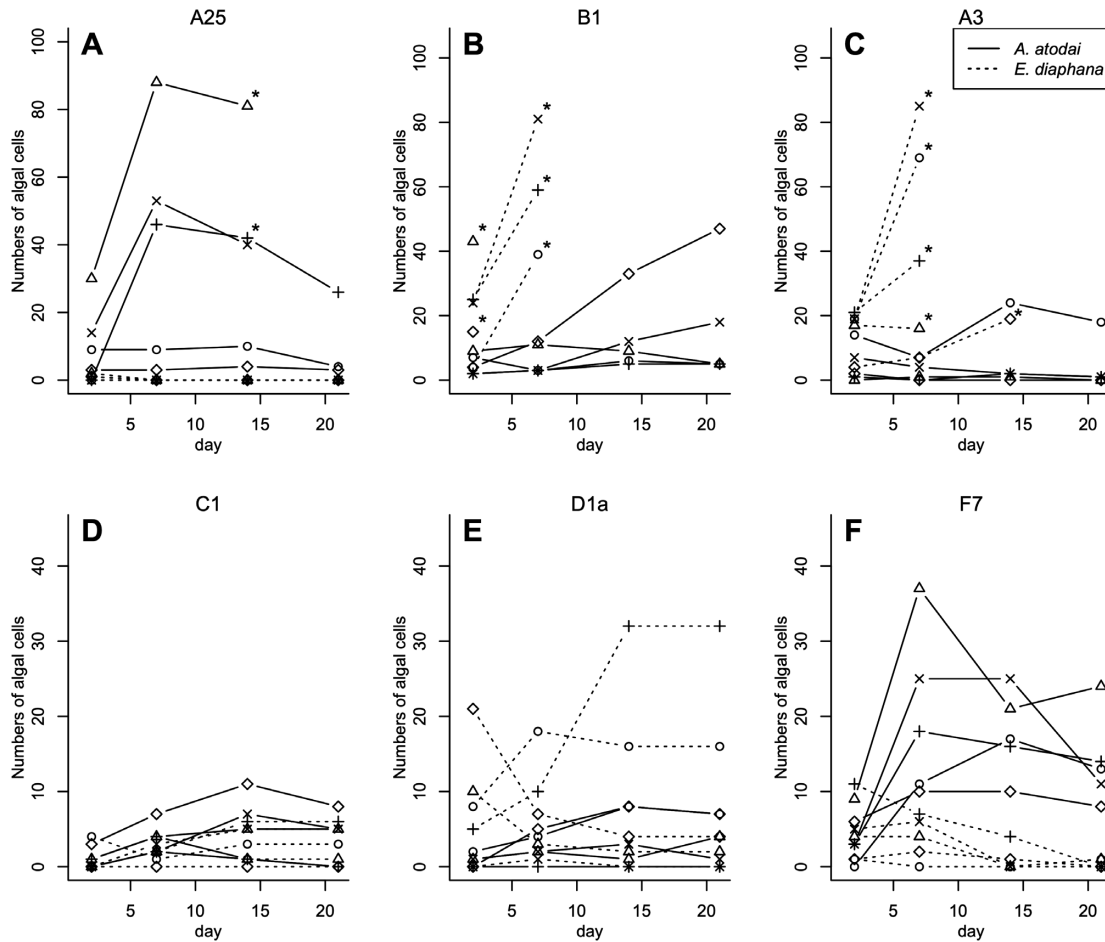 A25
A
Numbers of algal cells
100
80
60
40
20
0
5 10 15 20
day
* *
B1
B
Numbers of algal cells
100
80
60
40
20
0
5 10 15 20
day
* * * * *
A3
C
A. atodai
E. diaphana
Numbers of algal cells
100
80
60
40
20
0
5 10 15 20
day
* * * * *
C1
D
Numbers of algal cells
40
30
20
10
0
5 10 15 20
day
D1a
E
Numbers of algal cells
40
30
20
10
0
5 10 15 20
day
F7
F
Numbers of algal cells
40
30
20
10
0
5 10 15 20
day